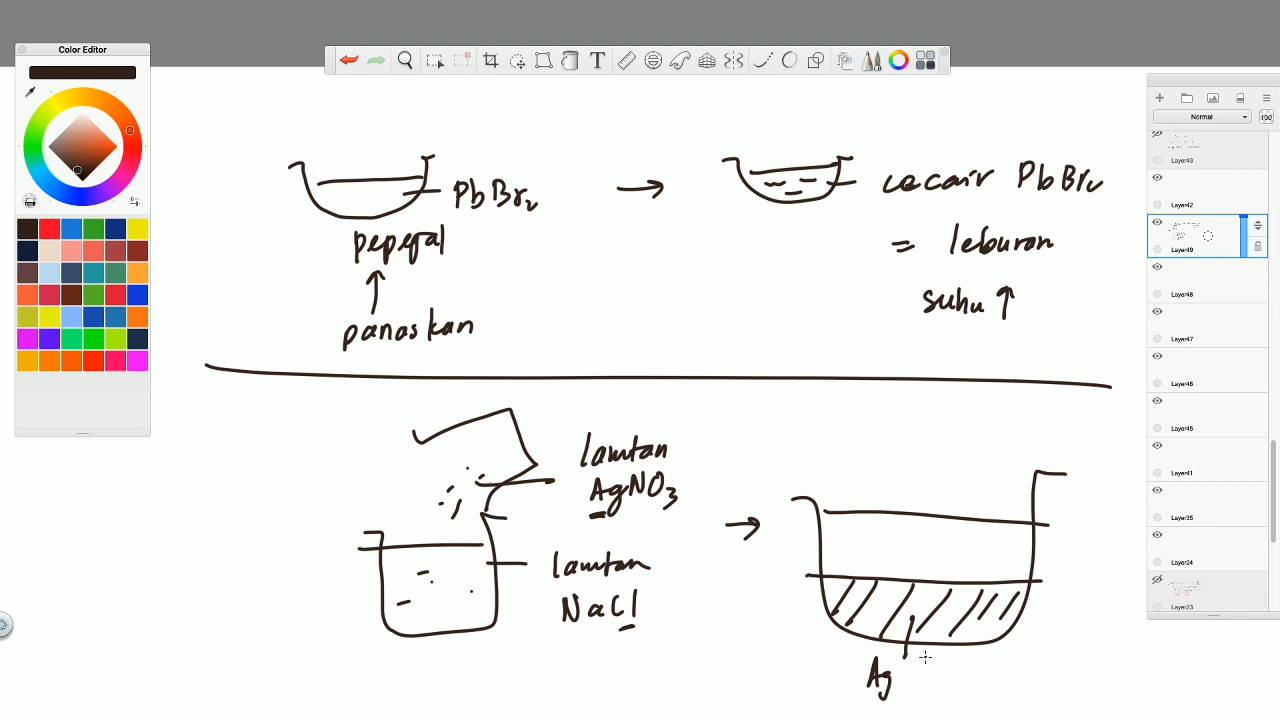 Color Editor
Normal
100
Layer43
Layer42
Layer49
Layer48
Layer47
Layer46
Layer45
Layer41
Layer35
Layer24
Layer23
PbBr2
pepejal
panaskan
cecair PbBr2
= leburan
suhu ↑
larutan
AgNO3
larutan
NaCl
Ag